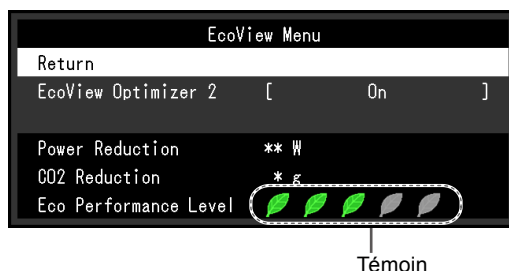 EcoView Menu
Return
EcoView Optimizer 2 [ On ]
Power Reduction ** W
CO2 Reduction * g
Eco Performance Level
Témoin